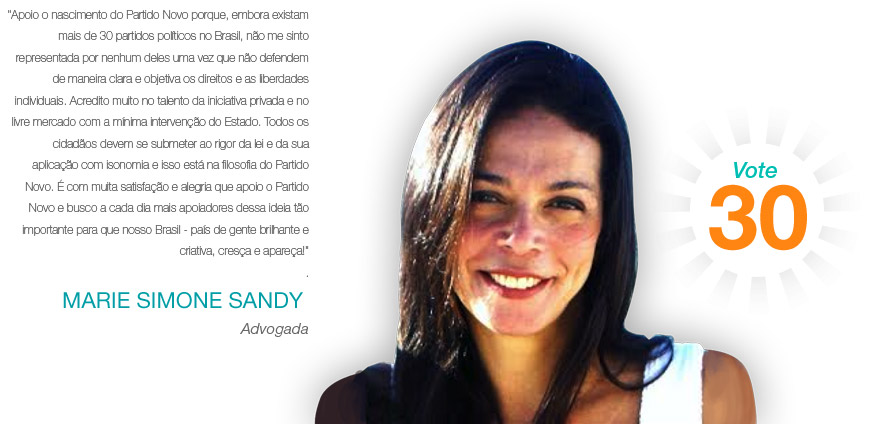 "Apoio o nascimento do Partido Novo porque, embora existam
mais de 30 partidos políticos no Brasil, não me sinto
representada por nenhum deles uma vez que não defendem
de maneira clara e objetiva os direitos e as liberdades
individuais. Acredito muito no talento da iniciativa privada e no
livre mercado com a mínima intervenção do Estado. Todos os
cidadãos devem se submeter ao rigor da lei e da sua
aplicação com isonomia e isso está na filosofia do Partido
Novo. É com muita satisfação e alegria que apoio o Partido
Novo e busco a cada dia mais apoiadores dessa ideia tão
importante para que nosso Brasil - país de gente brilhante e
criativa, cresça e apareça!"
.
MARIE SIMONE SANDY
Advogada
Vote
30